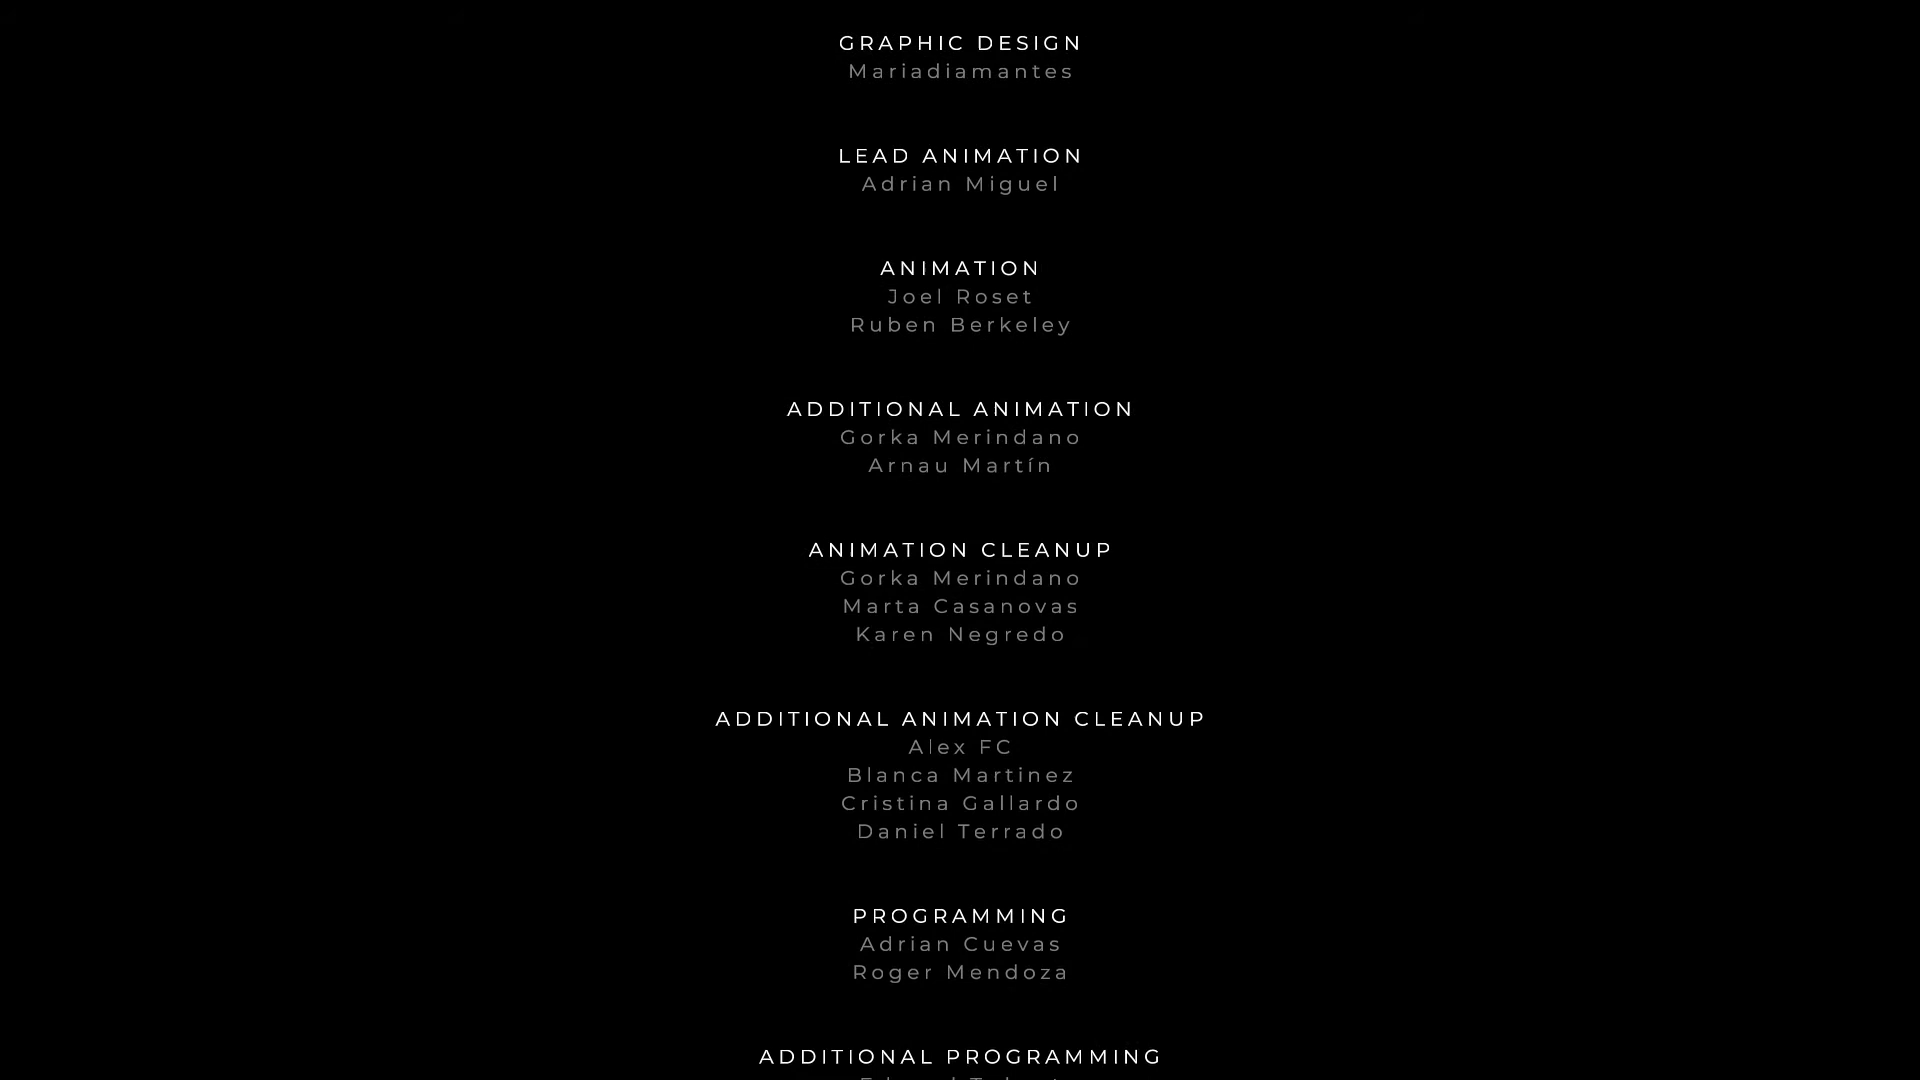 GRAPHIC DESIGN
Mariadiamantes
LEAD ANIMATION
Adrian Miguel
ANIMATION
Joel Roset
Ruben Berkeley
ADDITIONAL ANIMATION
Gorka Merindano
Arnau Martín
ANIMATION CLEANUP
Gorka Merindano
Marta Casanovas
Karen Negredo
ADDITIONAL ANIMATION CLEANUP
Alex FC
Blanca Martinez
Cristina Gallardo
Daniel Terrado
PROGRAMMING
Adrian Cuevas
Roger Mendoza
ADDITIONAL PROGRAMMING